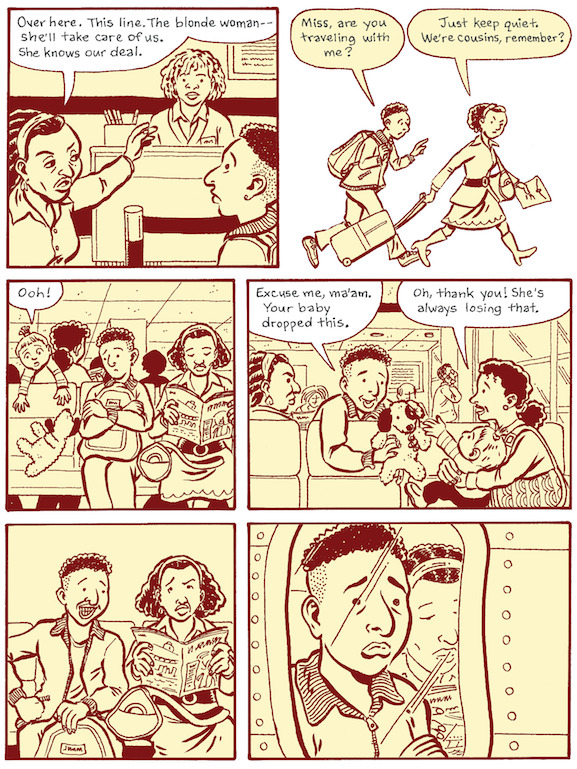 Over here. This line. The blonde woman--
she'll take care of us.
She knows our deal.
Miss, are you
traveling with
me?
Just keep quiet.
We're cousins, remember?
Ooh!
Excuse me, ma'am.
Your baby
dropped this.
Oh, thank you! She's
always losing that.